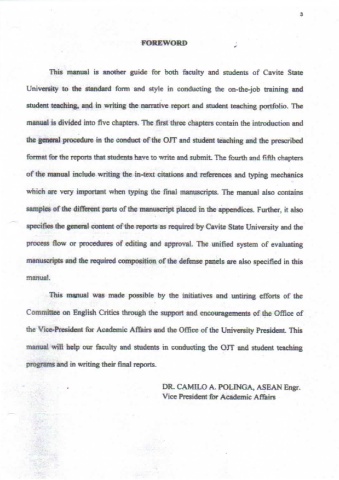 3
FOREWORD
This manual is another guide for both faculty and students of Cavite State
University to the standard form and style in conducting the on-the-job training and
student teaching, and in writing the narrative report and student teaching portfolio. The
manual is divided into five chapters. The first three chapters contain the introduction and
the general procedure in the conduct of the OJT and student teaching and the prescribed
format for the reports that students have to write and submit. The fourth and fifth chapters
of the manual include writing the in-text citations and references and typing mechanics
which are very important when typing the final manuscripts. The manual also contains
samples of the different parts of the manuscript placed in the appendices. Further, it also
specifies the general content of the reports as required by Cavite State University and the
process flow or procedures of editing and approval. The unified system of evaluating
manuscripts and the required composition of the defense panels are also specified in this
manual.
This manual was made possible by the initiatives and untiring efforts of the
Committee on English Critics through the support and encouragements of the Office of
the Vice-President for Academic Affairs and the Office of the University President. This
manual will help our faculty and students in conducting the OJT and student teaching
programs and in writing their final reports.
DR. CAMILO A. POLINGA, ASEAN Engr.
Vice President for Academic Affairs